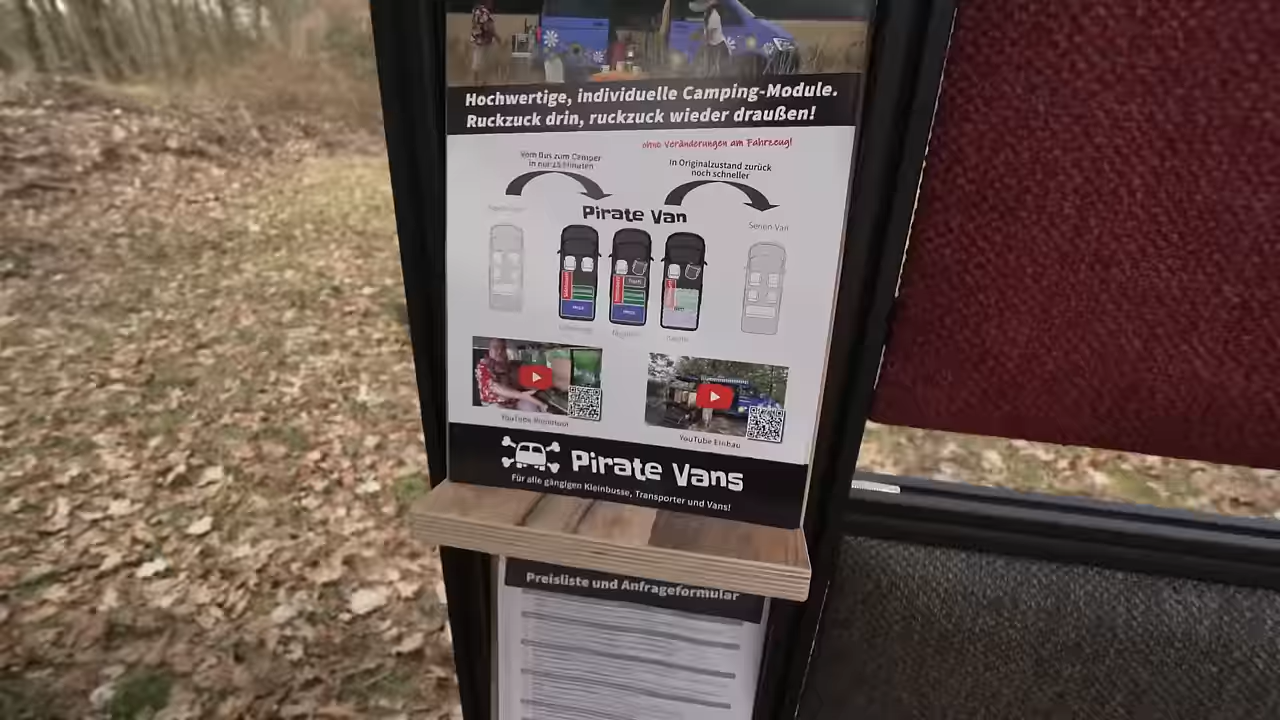 Hochwertige, individuelle Camping-Module.
Ruckzuck drin, ruckzuck wieder draußen!
ohne Veränderungen am Fahrzeug!
Vom Bus zum Camper
in nur 15 Minuten
In Originalzustand zurück
noch schneller
Pirate Van
Serien-Van
YouTube
YouTube Einbau
Pirate Vans
Für alle gängigen Kleinbusse, Transporter und Vans!
Preisliste und Anfrageformular